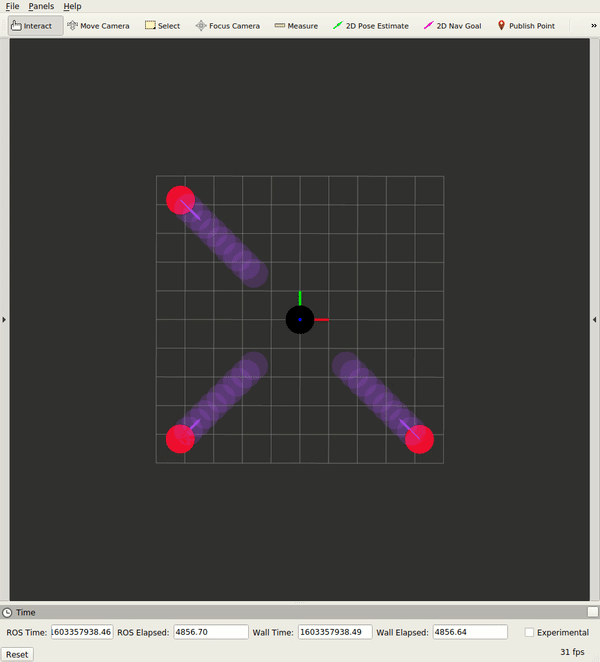 File Panels Help
Interact Move Camera Select Focus Camera Measure 2D Pose Estimate 2D Nav Goal Publish Point »
Time
ROS Time: 1603357938.46 ROS Elapsed: 4856.70 Wall Time: 1603357938.49 Wall Elapsed: 4856.64 Experimental
Reset 31 fps